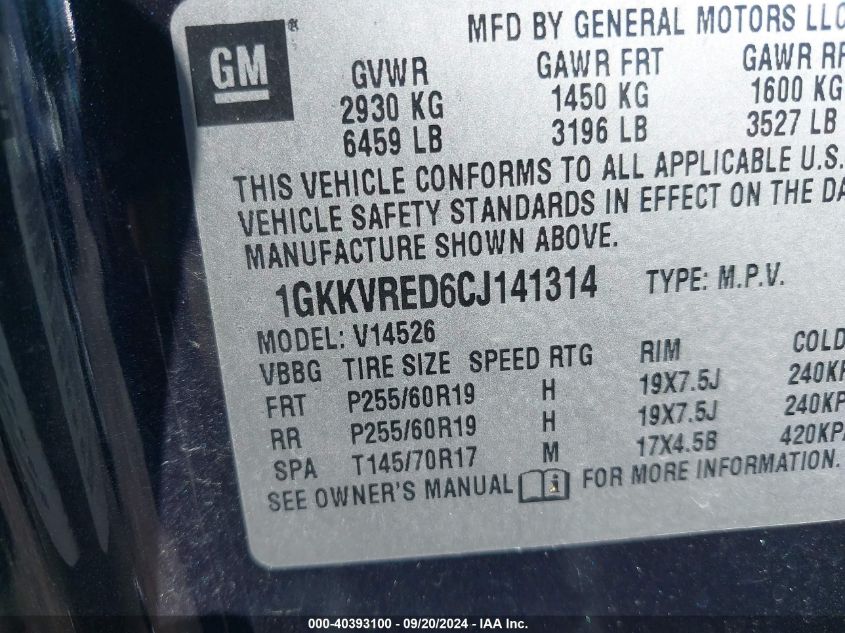 GM®
MFD BY GENERAL MOTORS LLC
GVWR GAWR FRT GAWR RR
2930 KG 1450 KG 1600 KG
6459 LB 3196 LB 3527 LB
THIS VEHICLE CONFORMS TO ALL APPLICABLE U.S.
VEHICLE SAFETY STANDARDS IN EFFECT ON THE DA
MANUFACTURE SHOWN ABOVE.
1GKKVRED6CJ141314 TYPE: M.P.V.
MODEL: V14526
VBBG TIRE SIZE SPEED RTG RIM COLD
FRT P255/60R19 H 19X7.5J 240KP
RR P255/60R19 H 19X7.5J 240KP
SPA T145/70R17 M 17X4.5B 420KPA
SEE OWNER'S MANUAL i FOR MORE INFORMATION.
000-40393100 - 09/20/2024 - IAA Inc.